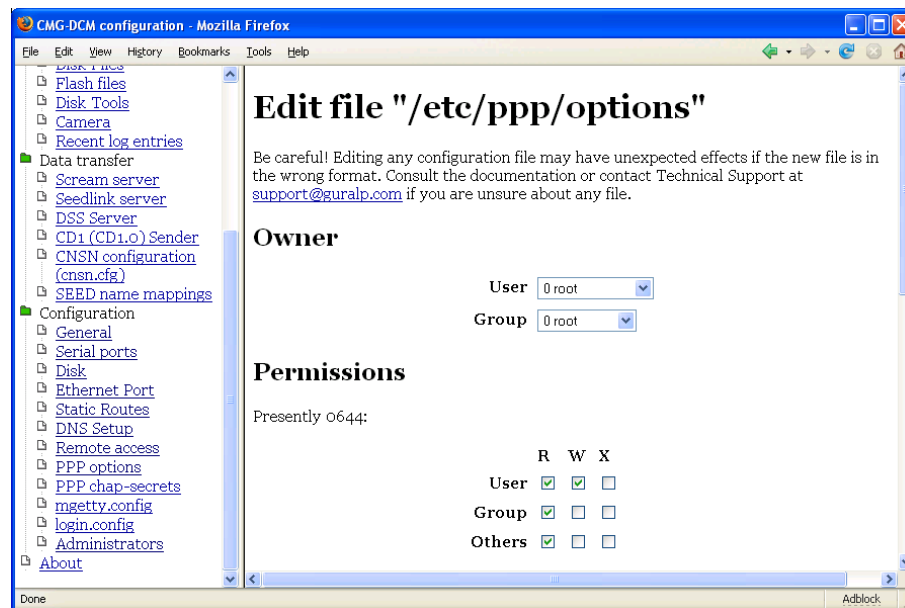 CMG-DCM configuration - Mozilla Firefox
File Edit View History Bookmarks Tools Help
Disk Files
Flash files
Disk Tools
Camera
Recent log entries
Data transfer
Scream server
Seedlink server
DSS Server
CD1 (CD1.0) Sender
CNSN configuration
(cnsn.cfg)
SEED name mappings
Configuration
General
Serial ports
Disk
Ethernet Port
Static Routes
DNS Setup
Remote access
PPP options
PPP chap-secrets
mgetty.config
login.config
Administrators
About
Edit file "/etc/ppp/options"
Be careful! Editing any configuration file may have unexpected effects if the new file is in
the wrong format. Consult the documentation or contact Technical Support at
support@guralp.com if you are unsure about any file.
Owner
User 0 root
Group 0 root
Permissions
Presently 0644:
R W X
User
Group
Others
Done
Adblock